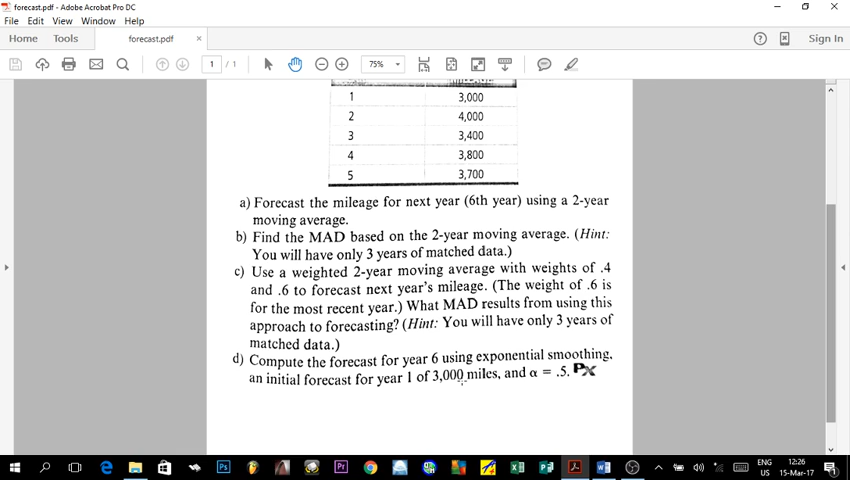 forecast.pdf - Adobe Acrobat Pro DC
File Edit View Window Help
Home Tools forecast.pdf × Sign In
1 / 1 75%
1 3,000
2 4,000
3 3,400
4 3,800
5 3,700
a) Forecast the mileage for next year (6th year) using a 2-year
moving average.
b) Find the MAD based on the 2-year moving average. (Hint:
You will have only 3 years of matched data.)
c) Use a weighted 2-year moving average with weights of .4
and .6 to forecast next year's mileage. (The weight of .6 is
for the most recent year.) What MAD results from using this
approach to forecasting? (Hint: You will have only 3 years of
matched data.)
d) Compute the forecast for year 6 using exponential smoothing,
an initial forecast for year 1 of 3,000 miles, and α = .5. PX
ENG 12:26
US 15-Mar-17